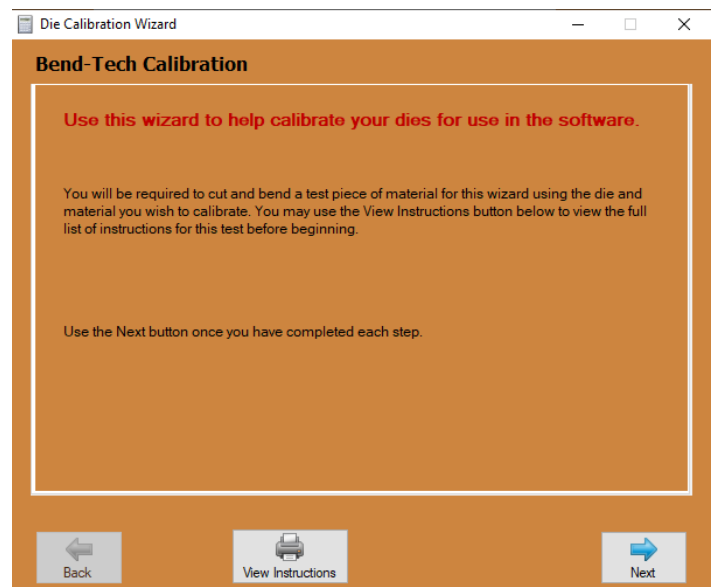 Die Calibration Wizard
Bend-Tech Calibration
Use this wizard to help calibrate your dies for use in the software.
You will be required to cut and bend a test piece of material for this wizard using the die and
material you wish to calibrate. You may use the View Instructions button below to view the full
list of instructions for this test before beginning.
Use the Next button once you have completed each step.
Back
View Instructions
Next